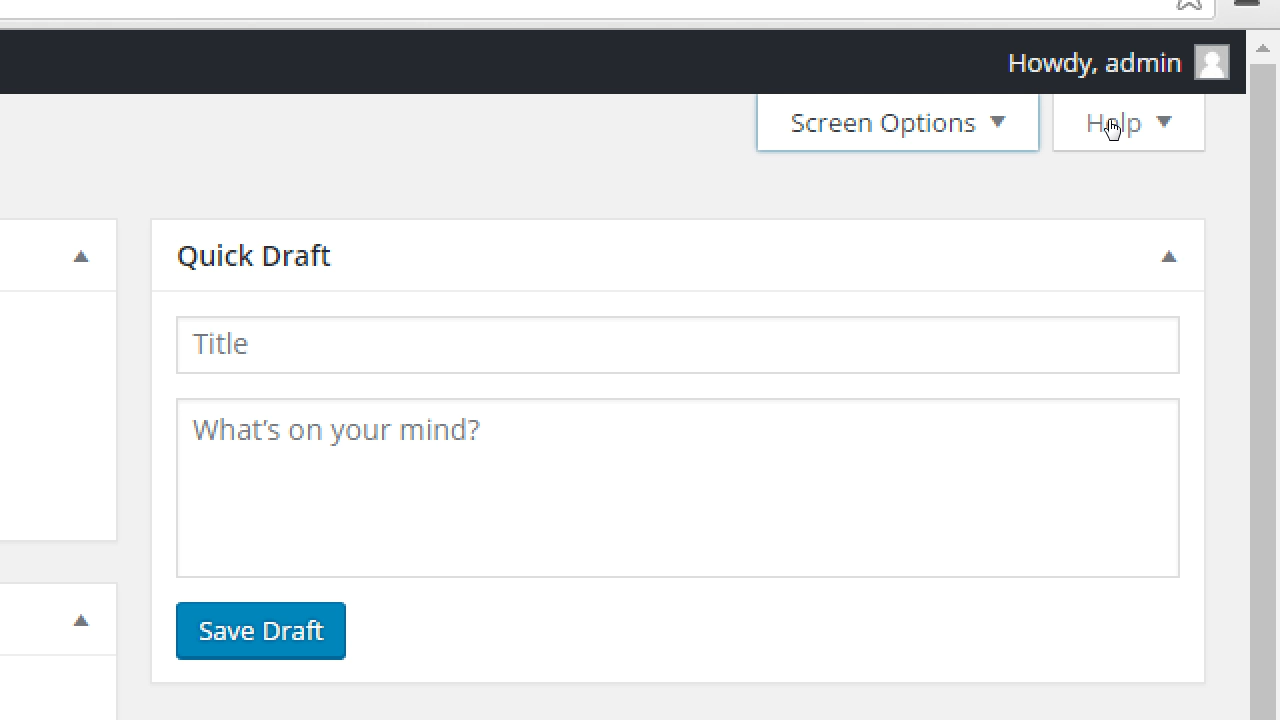 Howdy, admin
Screen Options
Help
Quick Draft
Title
What's on your mind?
Save Draft